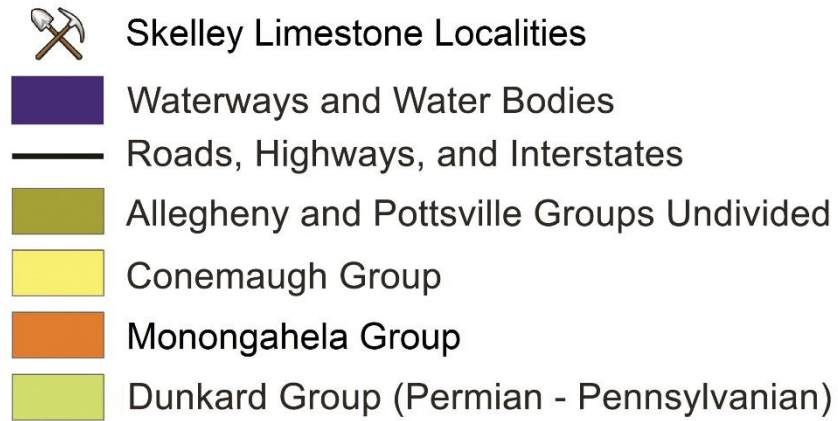 Skelley Limestone Localities
Waterways and Water Bodies
Roads, Highways, and Interstates
Allegheny and Pottsville Groups Undivided
Conemaugh Group
Monongahela Group
Dunkard Group (Permian - Pennsylvanian)